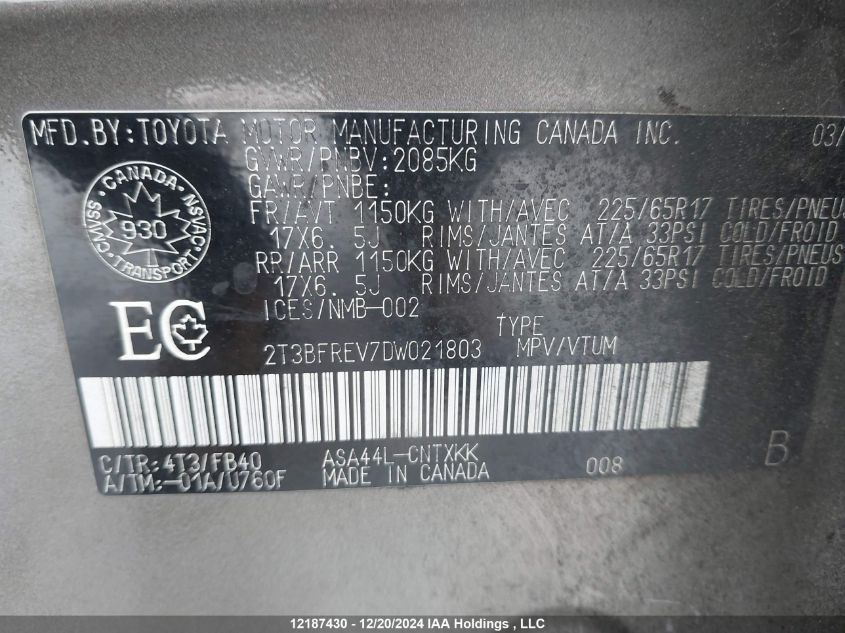 MFD.BY:TOYOTA MOTOR MANUFACTURING CANADA INC. 03/
GVWR/PNBV:2085KG
GAWR/PNBE:
FR/AVT 1150KG WITH/AVEC 225/65R17 TIRES/PNEUS
17X6.5J RIMS/JANTES AT/A 33PSI COLD/FROID
RR/ARR 1150KG WITH/AVEC 225/65R17 TIRES/PNEUS
17X6.5J RIMS/JANTES AT/A 33PSI COLD/FROID
ICES/NMB-002
CANADA
CMVSS
930
NSVAC
TRANSPORT
EC
TYPE
2T3BFREV7DW021803 MPV/VTUM
C/TR:4T3/FB40 ASA44L-CNTXKK 008 B
A/TM:-01A/U760F MADE IN CANADA
12187430 - 12/20/2024 IAA Holdings, LLC